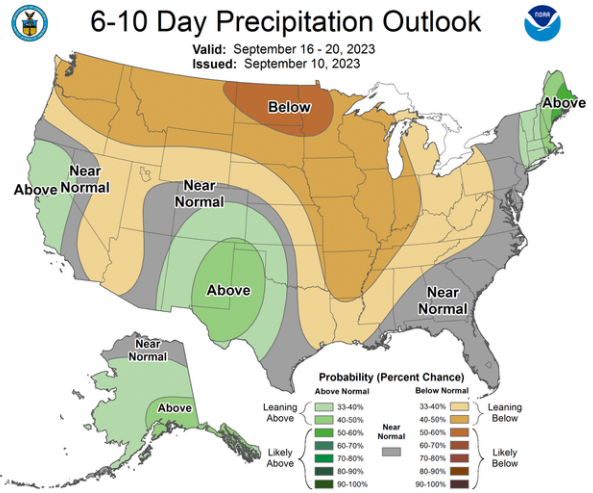 6-10 Day Precipitation Outlook
Valid: September 16 - 20, 2023
Issued: September 10, 2023
NOAA
Below
Above
Near
Normal
Above
Near
Normal
Above
Near
Normal
Near
Normal
Above
Probability (Percent Chance)
Above Normal
Below Normal
Leaning
Above
33-40%
40-50%
Likely
Above
50-60%
60-70%
70-80%
80-90%
90-100%
Near
Normal
33-40%
40-50%
Leaning
Below
50-60%
60-70%
70-80%
80-90%
90-100%
Likely
Below